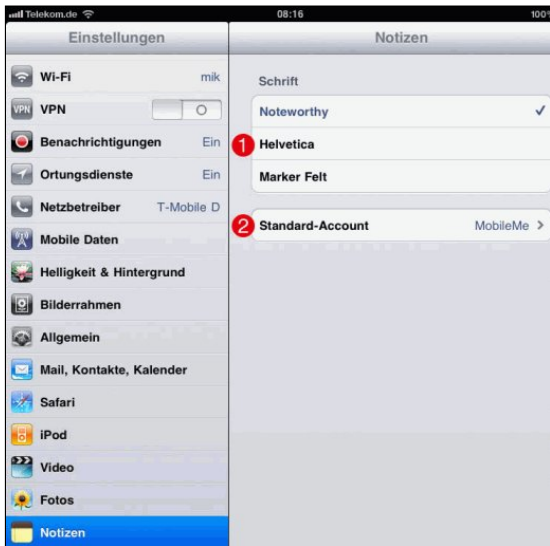 Telekom.de 08:16 100%
Einstellungen
Notizen
Wi-Fi mik
VPN O
Benachrichtigungen Ein
Ortungsdienste Ein
Netzbetreiber T-Mobile D
Mobile Daten
Helligkeit & Hintergrund
Bilderrahmen
Allgemein
Mail, Kontakte, Kalender
Safari
iPod
Video
Fotos
Notizen
Schrift
Noteworthy
1 Helvetica
Marker Felt
2 Standard-Account MobileMe